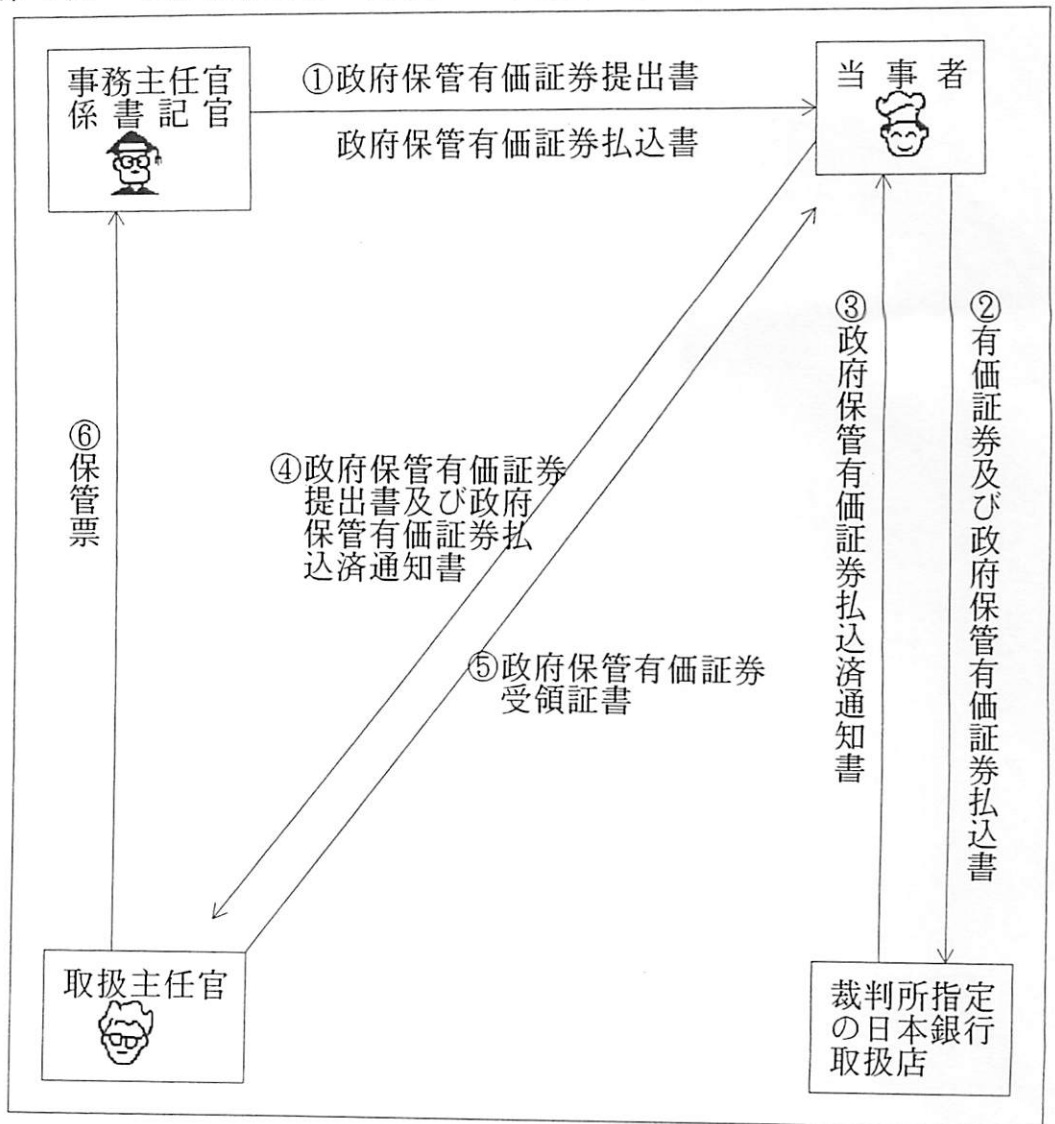 事務主任官
係書記官
①政府保管有価証券提出書
政府保管有価証券払込書
当事者
②有価証券及び政府保管有価証券払込書
③政府保管有価証券払込済通知書
④政府保管有価証券
提出書及び政府
保管有価証券払
込済通知書
⑤政府保管有価証券
受領証書
⑥保管票
取扱主任官
裁判所指定
の日本銀行
取扱店